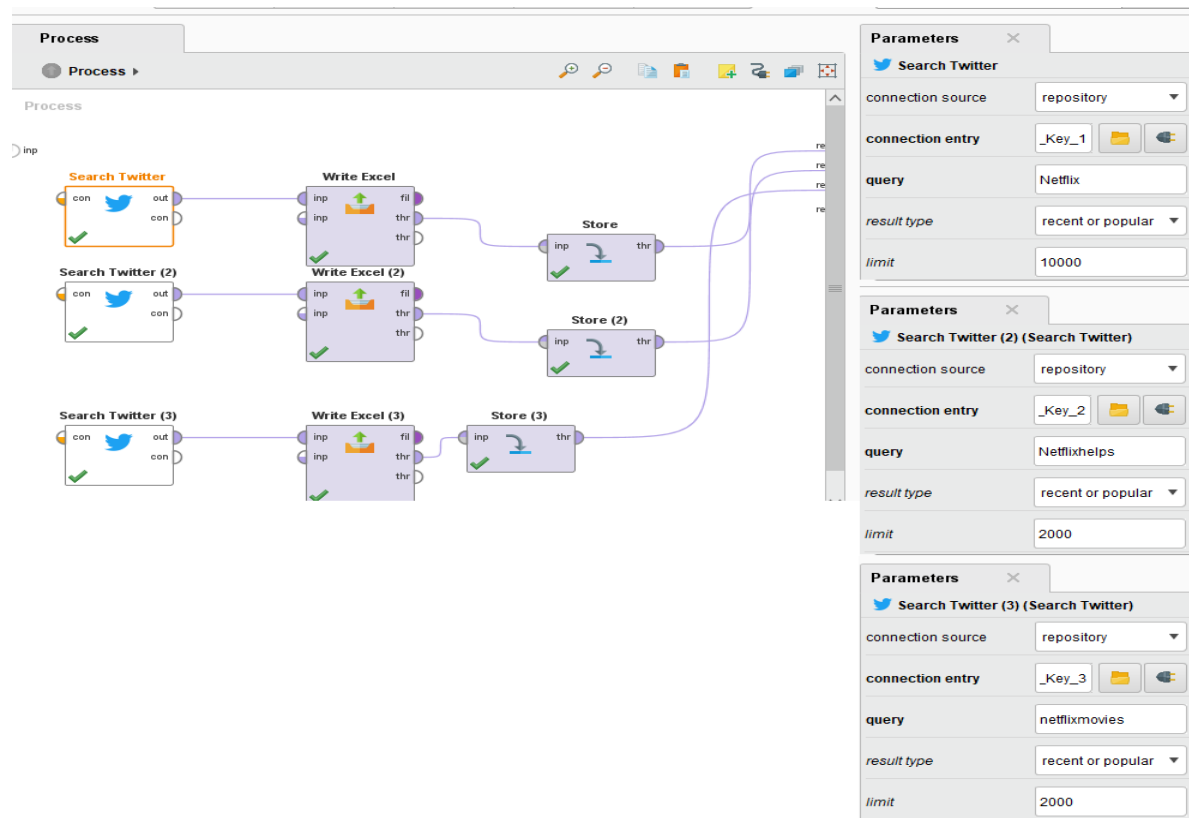 Process
Process
Process
inp
Search Twitter
con out
con
Write Excel
inp fil
inp thr
thr
Store
inp thr
Search Twitter (2)
con out
con
Write Excel (2)
inp fil
inp thr
thr
Store (2)
inp thr
Search Twitter (3)
con out
con
Write Excel (3)
inp fil
inp thr
thr
Store (3)
inp thr
re
re
re
re
Parameters
Search Twitter
connection source repository
connection entry _Key_1
query Netflix
result type recent or popular
limit 10000
Parameters
Search Twitter (2) (Search Twitter)
connection source repository
connection entry _Key_2
query Netflixhelps
result type recent or popular
limit 2000
Parameters
Search Twitter (3) (Search Twitter)
connection source repository
connection entry _Key_3
query netflixmovies
result type recent or popular
limit 2000